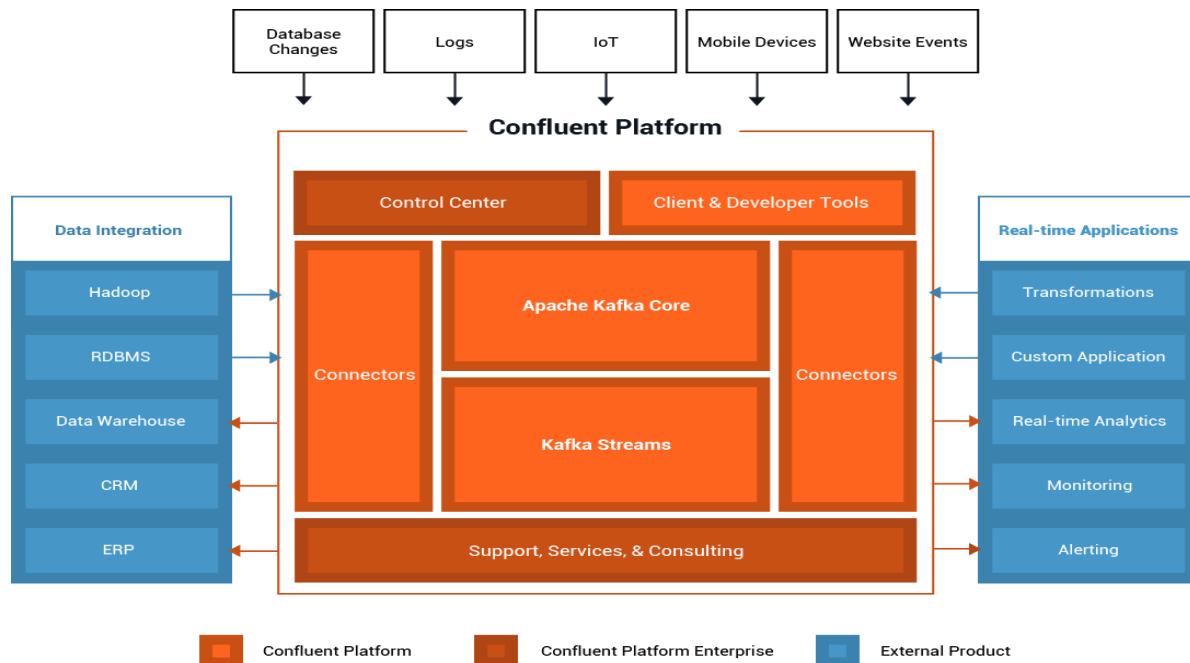 Database
Changes
Logs
IoT
Mobile Devices
Website Events
Confluent Platform
Control Center
Client & Developer Tools
Data Integration
Hadoop
RDBMS
Data Warehouse
CRM
ERP
Connectors
Apache Kafka Core
Kafka Streams
Connectors
Support, Services, & Consulting
Real-time Applications
Transformations
Custom Application
Real-time Analytics
Monitoring
Alerting
Confluent Platform
Confluent Platform Enterprise
External Product